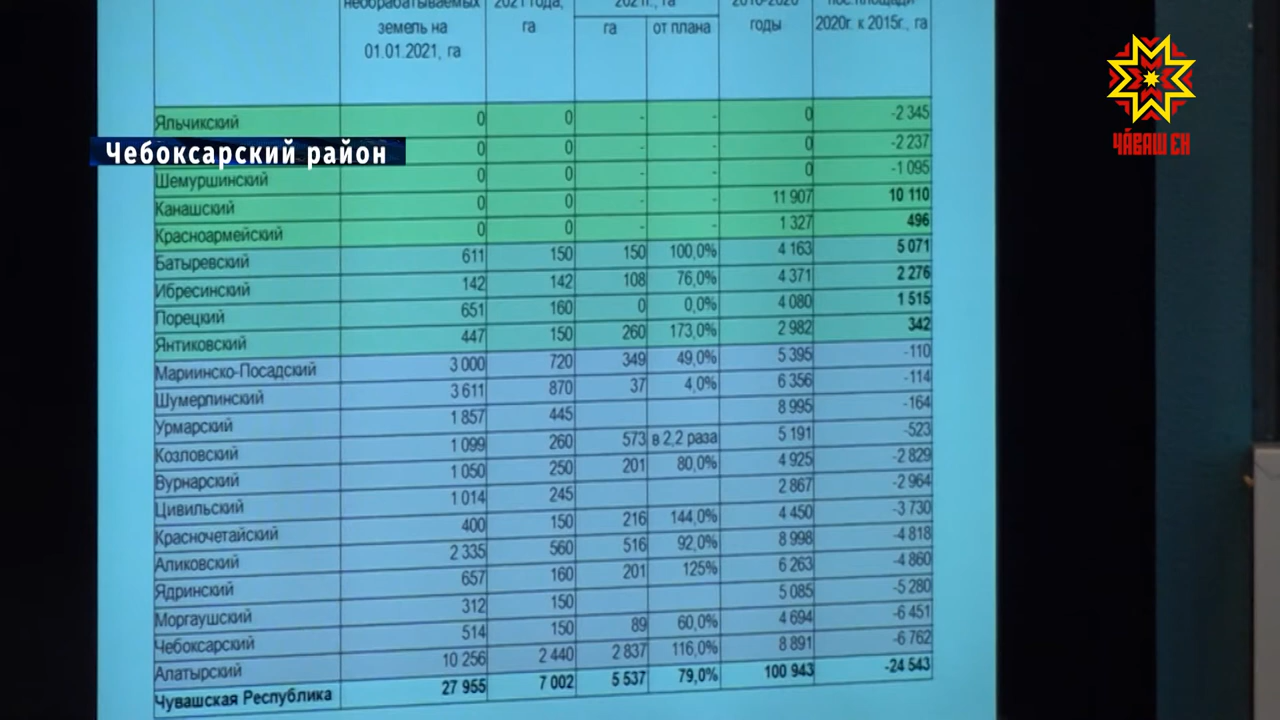 необрабатываемых 2021 года, 2021г., га 2016-2020 пос.площади
земель на га га от плана годы 2020г. к 2015г., га
01.01.2021, га
Яльчикский 0 0 - - 0 -2 345
0 0 - - 0 -2 237
Чебоксарский район
Шемуршинский 0 0 - - 0 -1 095
Канашский 0 0 - - 11 907 10 110
Красноармейский 0 0 - - 1 327 496
Батыревский 611 150 150 100,0% 4 163 5 071
Ибресинский 142 142 108 76,0% 4 371 2 276
Порецкий 651 160 0 0,0% 4 080 1 515
Янтиковский 447 150 260 173,0% 2 982 342
Мариинско-Посадский 3 000 720 349 49,0% 5 395 -110
Шумерлинский 3 611 870 37 4,0% 6 356 -114
Урмарский 1 857 445 8 995 -164
Козловский 1 099 260 573 в 2,2 раза 5 191 -523
Вурнарский 1 050 250 201 80,0% 4 925 -2 829
Цивильский 1 014 245 2 867 -2 964
Красночетайский 400 150 216 144,0% 4 450 -3 730
Аликовский 2 335 560 516 92,0% 8 998 -4 818
Ядринский 657 160 201 125% 6 263 -4 860
Моргаушский 312 150 5 085 -5 280
Чебоксарский 514 150 89 60,0% 4 694 -6 451
Алатырский 10 256 2 440 2 837 116,0% 8 891 -6 762
Чувашская Республика 27 955 7 002 5 537 79,0% 100 943 -24 543
ЧĂВАШ ЕН